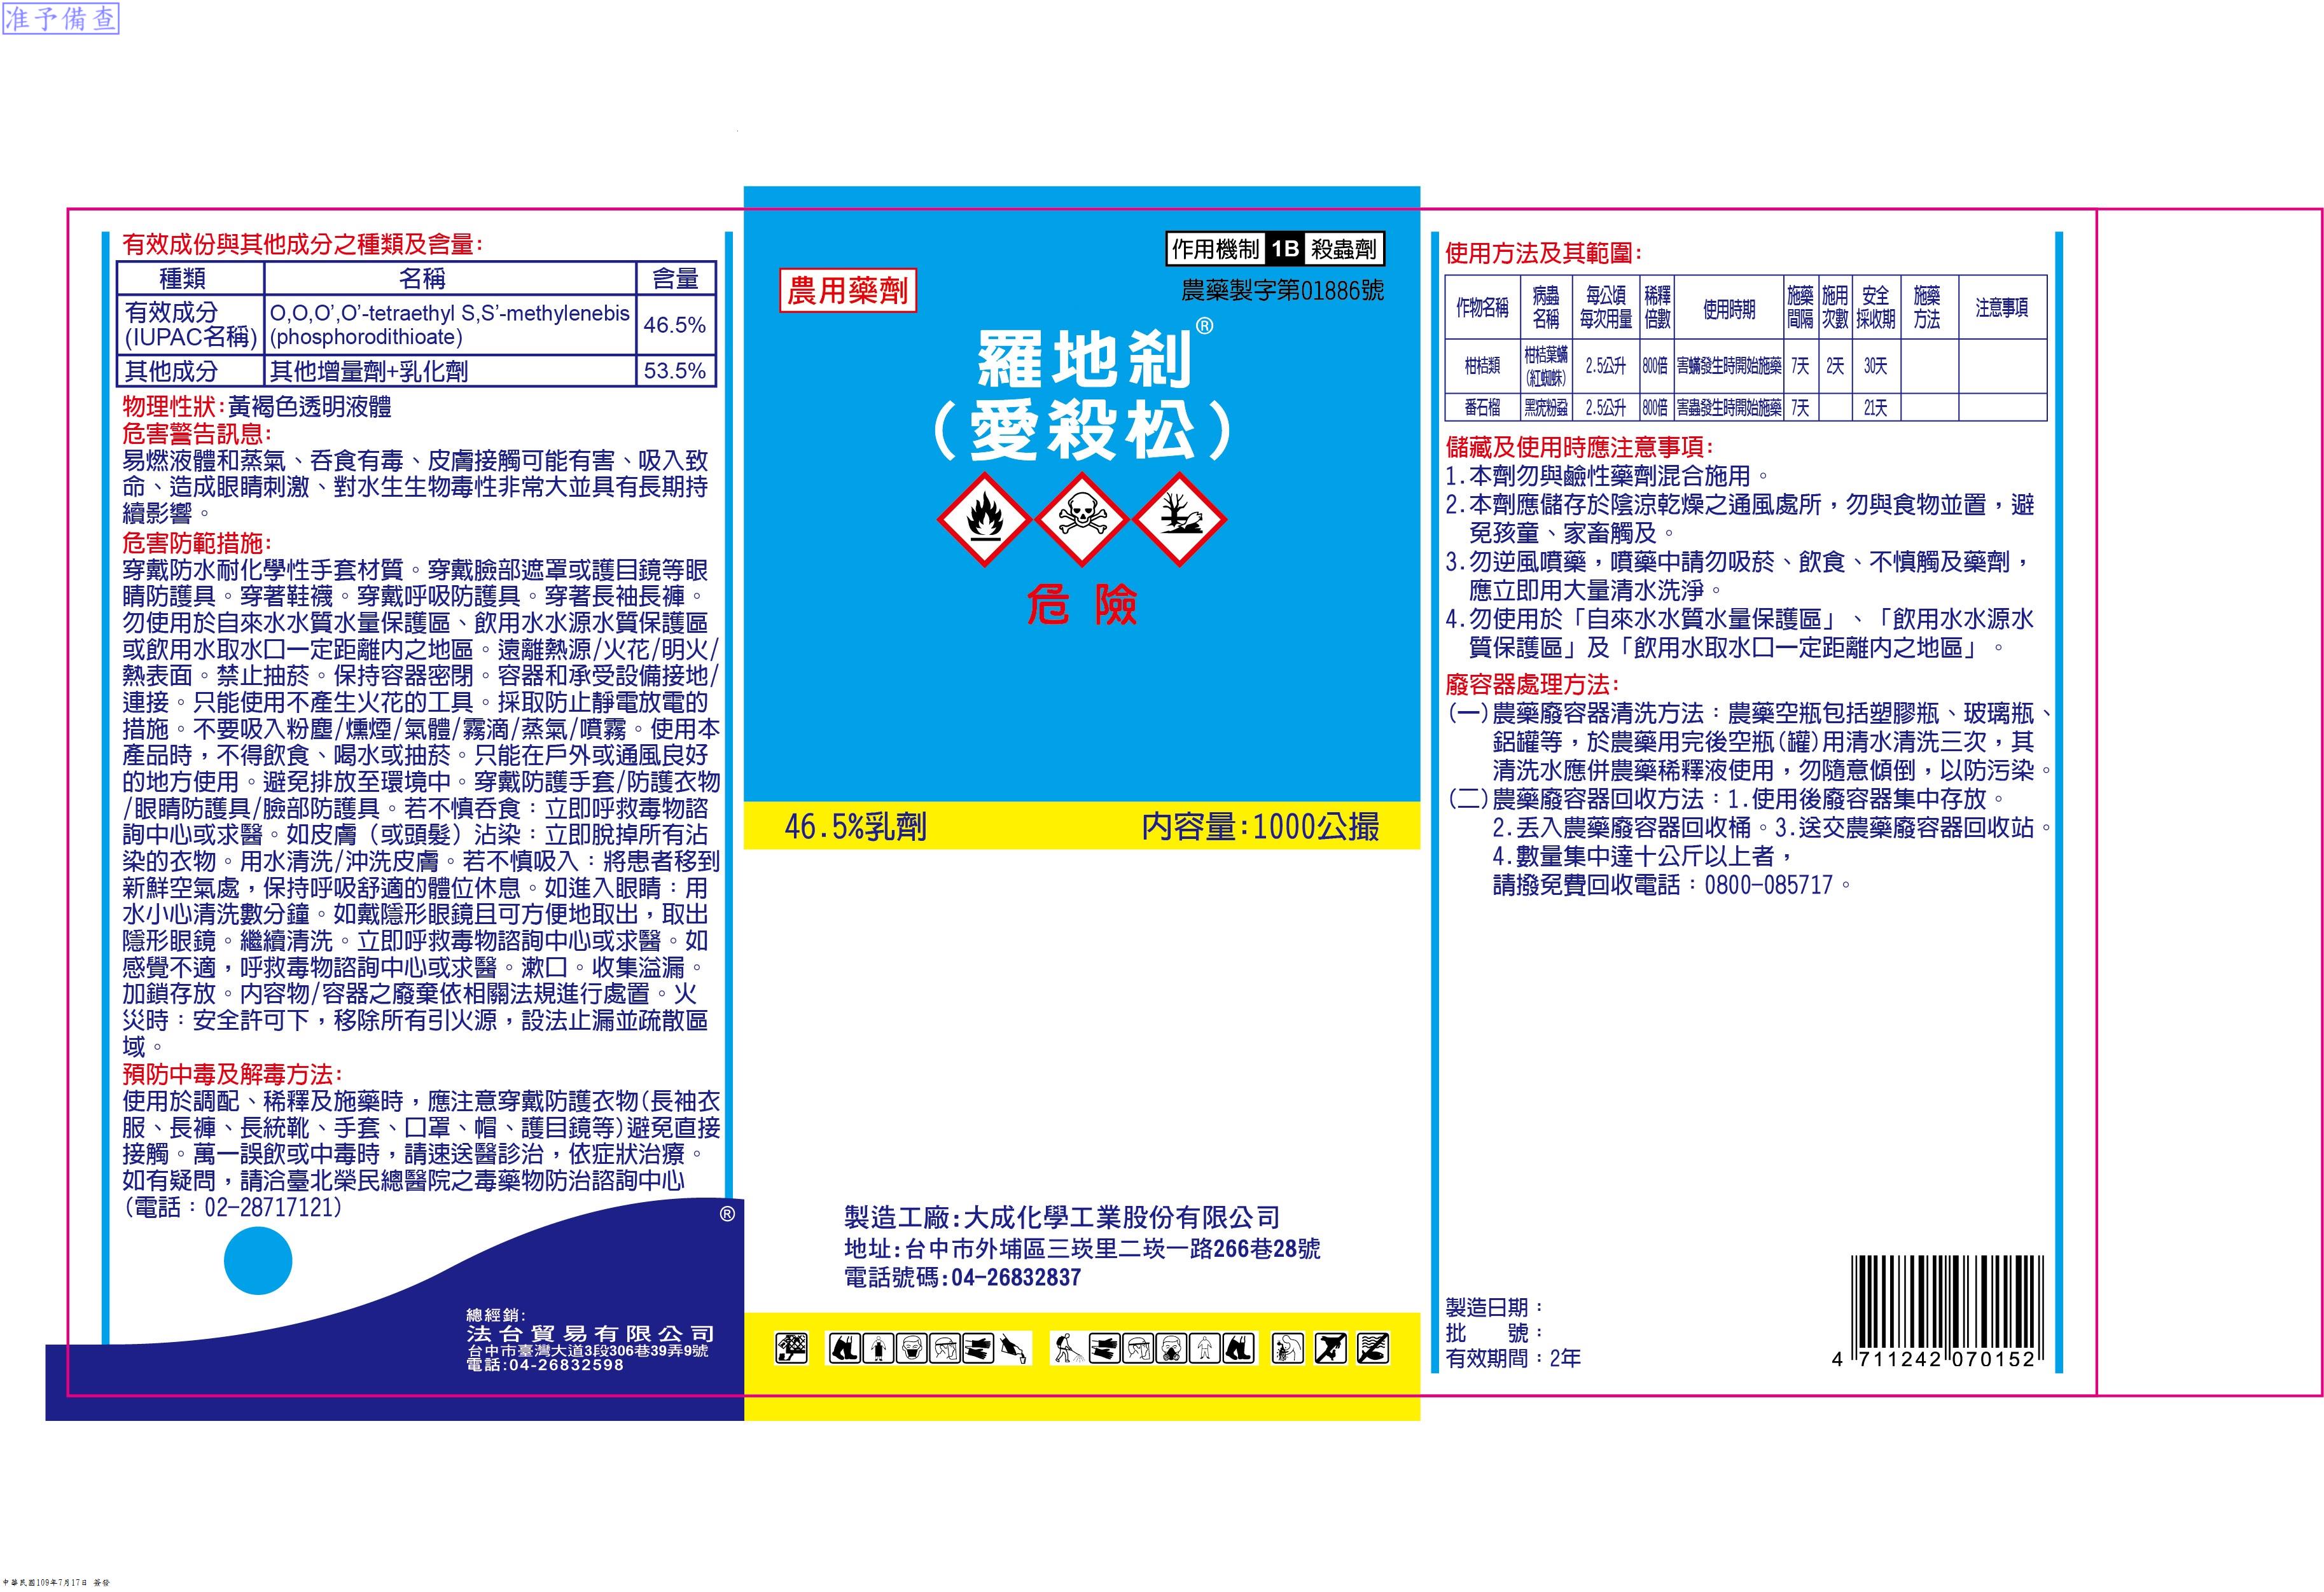 准予備查
有效成份與其他成分之種類及含量:
種類 名稱 含量
有效成分
(IUPAC名稱)
O,O,O',O'-tetraethyl S,S'-methylenebis
(phosphorodithioate)
46.5%
其他成分 其他增量劑+乳化劑 53.5%
物理性狀:黃褐色透明液體
危害警告訊息:
易燃液體和蒸氣、吞食有毒、皮膚接觸可能有害、吸入致
命、造成眼睛刺激、對水生生物毒性非常大並具有長期持
續影響。
危害防範措施:
穿戴防水耐化學性手套材質。穿戴臉部遮罩或護目鏡等眼
睛防護具。穿著鞋襪。穿戴呼吸防護具。穿著長袖長褲。
勿使用於自來水水質水量保護區、飲用水水源水質保護區
或飲用水取水口一定距離內之地區。遠離熱源/火花/明火/
熱表面。禁止抽菸。保持容器密閉。容器和承受設備接地/
連接。只能使用不產生火花的工具。採取防止靜電放電的
措施。不要吸入粉塵/燻煙/氣體/霧滴/蒸氣/噴霧。使用本
產品時，不得飲食、喝水或抽菸。只能在戶外或通風良好
的地方使用。避免排放至環境中。穿戴防護手套/防護衣物
/眼睛防護具/臉部防護具。若不慎吞食：立即呼救毒物諮
詢中心或求醫。如皮膚（或頭髮）沾染：立即脫掉所有沾
染的衣物。用水清洗/沖洗皮膚。若不慎吸入：將患者移到
新鮮空氣處，保持呼吸舒適的體位休息。如進入眼睛：用
水小心清洗數分鐘。如戴隱形眼鏡且可方便地取出，取出
隱形眼鏡。繼續清洗。立即呼救毒物諮詢中心或求醫。如
感覺不適，呼救毒物諮詢中心或求醫。漱口。收集溢漏。
加鎖存放。內容物/容器之廢棄依相關法規進行處置。火
災時：安全許可下，移除所有引火源，設法止漏並疏散區
域。
預防中毒及解毒方法:
使用於調配、稀釋及施藥時，應注意穿戴防護衣物(長袖衣
服、長褲、長統靴、手套、口罩、帽、護目鏡等)避免直接
接觸。萬一誤飲或中毒時，請速送醫診治，依症狀治療。
如有疑問，請洽臺北榮民總醫院之毒藥物防治諮詢中心
(電話：02-28717121)
®
總經銷:
法台貿易有限公司
台中市臺灣大道3段306巷39弄9號
電話:04-26832598
作用機制 1B 殺蟲劑
農用藥劑
農藥製字第01886號
羅地剎®
(愛殺松)
危險
46.5%乳劑 內容量:1000公撮
製造工廠:大成化學工業股份有限公司
地址:台中市外埔區三崁里二崁一路266巷28號
電話號碼:04-26832837
使用方法及其範圍:
作物名稱 病蟲名稱 每公頃每次用量 稀釋倍數 使用時期 施藥間隔 施用次數 安全採收期 施藥方法 注意事項
柑桔類 柑桔葉蟎(紅蜘蛛) 2.5公升 800倍 害蟎發生時開始施藥 7天 2天 30天
番石榴 黑疣粉蝨 2.5公升 800倍 害蟲發生時開始施藥 7天 21天
儲藏及使用時應注意事項:
1.本劑勿與鹼性藥劑混合施用。
2.本劑應儲存於陰涼乾燥之通風處所，勿與食物並置，避
免孩童、家畜觸及。
3.勿逆風噴藥，噴藥中請勿吸菸、飲食、不慎觸及藥劑，
應立即用大量清水洗淨。
4.勿使用於「自來水水質水量保護區」、「飲用水水源水
質保護區」及「飲用水取水口一定距離內之地區」。
廢容器處理方法:
(一)農藥廢容器清洗方法：農藥空瓶包括塑膠瓶、玻璃瓶、
鋁罐等，於農藥用完後空瓶(罐)用清水清洗三次，其
清洗水應併農藥稀釋液使用，勿隨意傾倒，以防污染。
(二)農藥廢容器回收方法：1.使用後廢容器集中存放。
2.丟入農藥廢容器回收桶。3.送交農藥廢容器回收站。
4.數量集中達十公斤以上者，
請撥免費回收電話：0800-085717。
製造日期：
批　　號：
有效期間：2年
4 711242 070152
中華民國109年7月17日 簽發